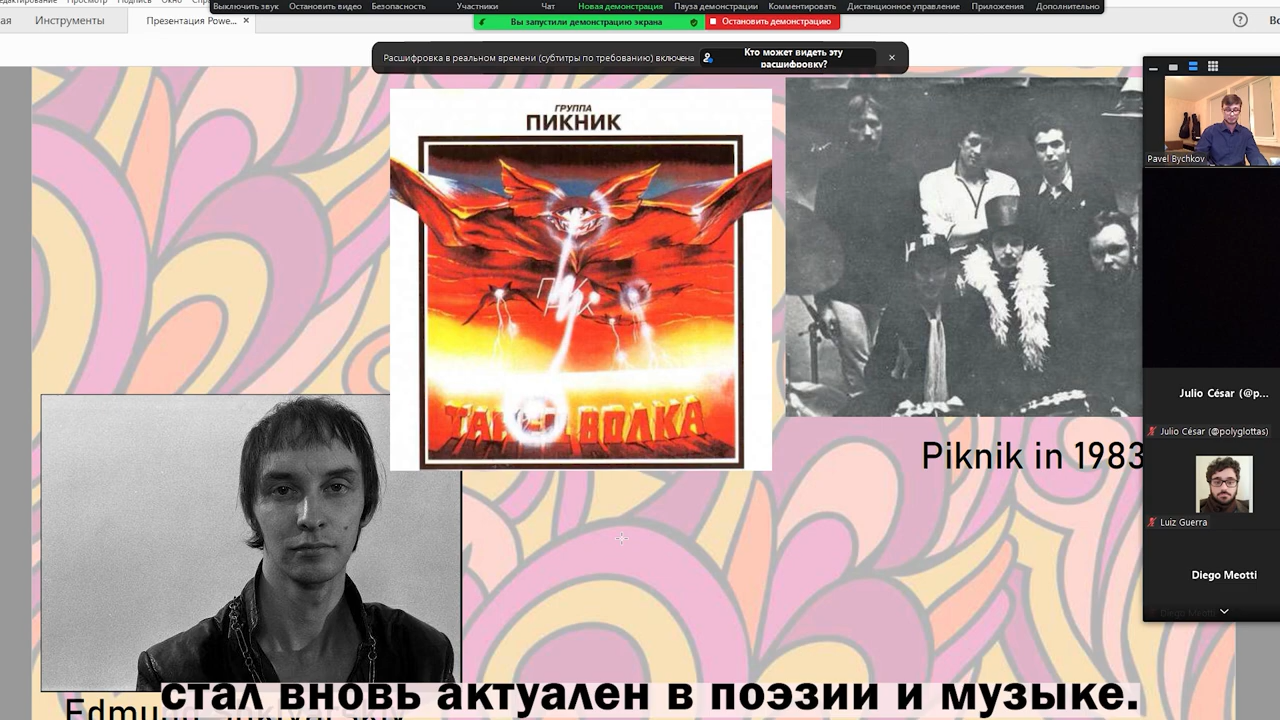 Выключить звук Остановить видео Безопасность Участники Чат Новая демонстрация Пауза демонстрации Комментировать Дистанционное управление Приложения Дополнительно
Инструменты Презентация Powe... ×
Вы запустили демонстрацию экрана Остановить демонстрацию
Расшифровка в реальном времени (субтитры по требованию) включена
Кто может видеть эту
расшифровку?
ГРУППА
ПИКНИК
ВОЛКА
Piknik in 1983
Pavel Bychkov
Julio César (@p...
Julio César (@polyglottas)
Luiz Guerra
Diego Meotti
Diego Meotti
стал вновь актуален в поэзии и музыке.